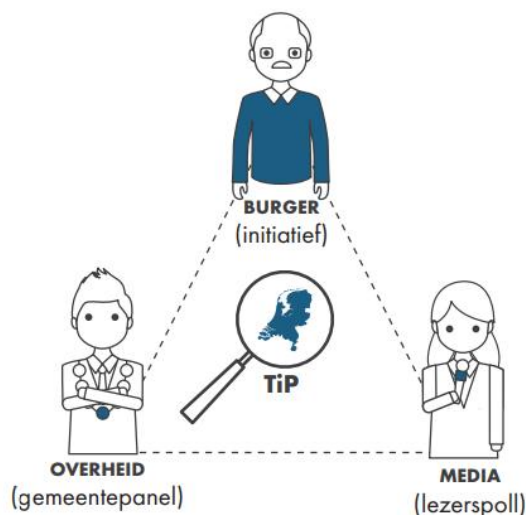 BURGER
(initiatief)
TiP
OVERHEID
(gemeentepanel)
MEDIA
(lezerspoll)